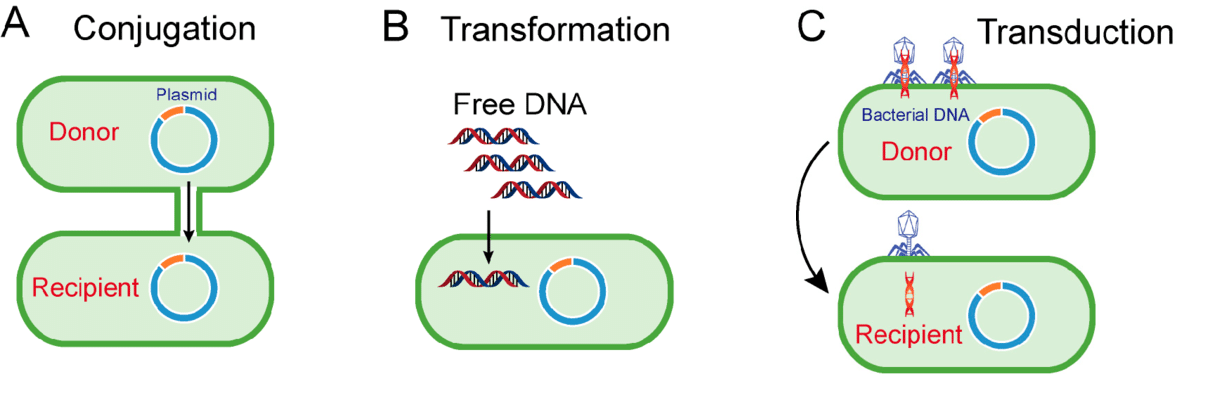 A
Conjugation
Plasmid
Donor
Recipient
B
Transformation
Free DNA
C
Transduction
Bacterial DNA
Donor
Recipient